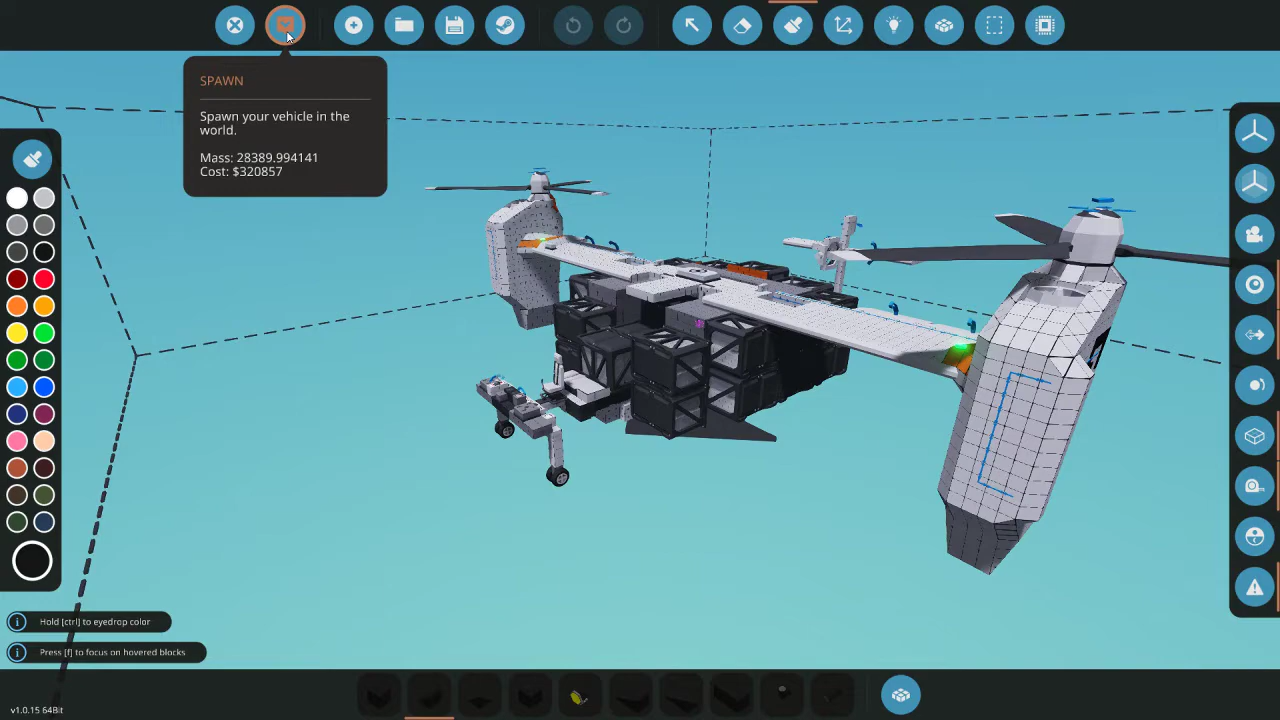 SPAWN
Spawn your vehicle in the
world.
Mass: 28389.994141
Cost: $320857
Hold [ctrl] to eyedrop color
Press [f] to focus on hovered blocks
v1.0.15 64Bit